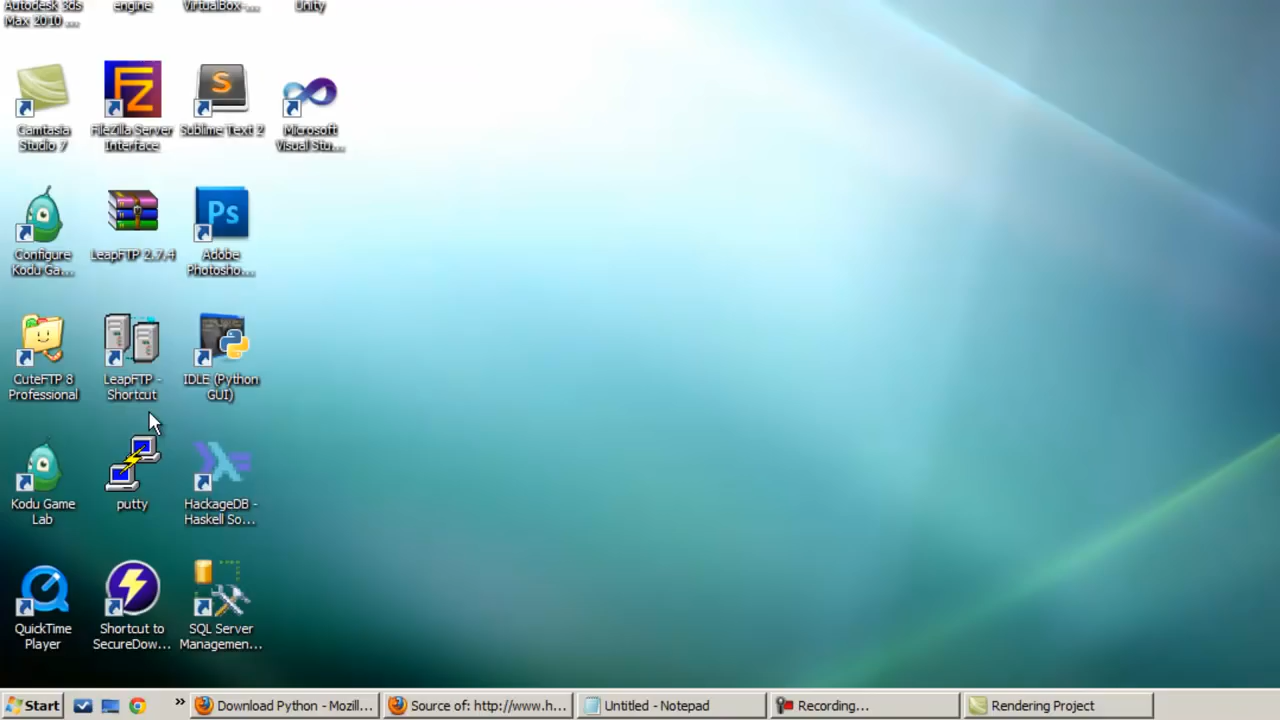 Autodesk 3ds
Max 2010 ...
engine
VirtualBox-...
Unity
Camtasia
Studio 7
FileZilla Server
Interface
Sublime Text 2
Microsoft
Visual Stu...
Configure
Kodu Ga...
LeapFTP 2.7.4
Ps
Adobe
Photosho...
CuteFTP 8
Professional
LeapFTP -
Shortcut
IDLE (Python
GUI)
Kodu Game
Lab
putty
HackageDB -
Haskell So...
QuickTime
Player
Shortcut to
SecureDow...
SQL Server
Managemen...
Start
»
Download Python - Mozill...
Source of: http://www.h...
Untitled - Notepad
Recording...
Rendering Project